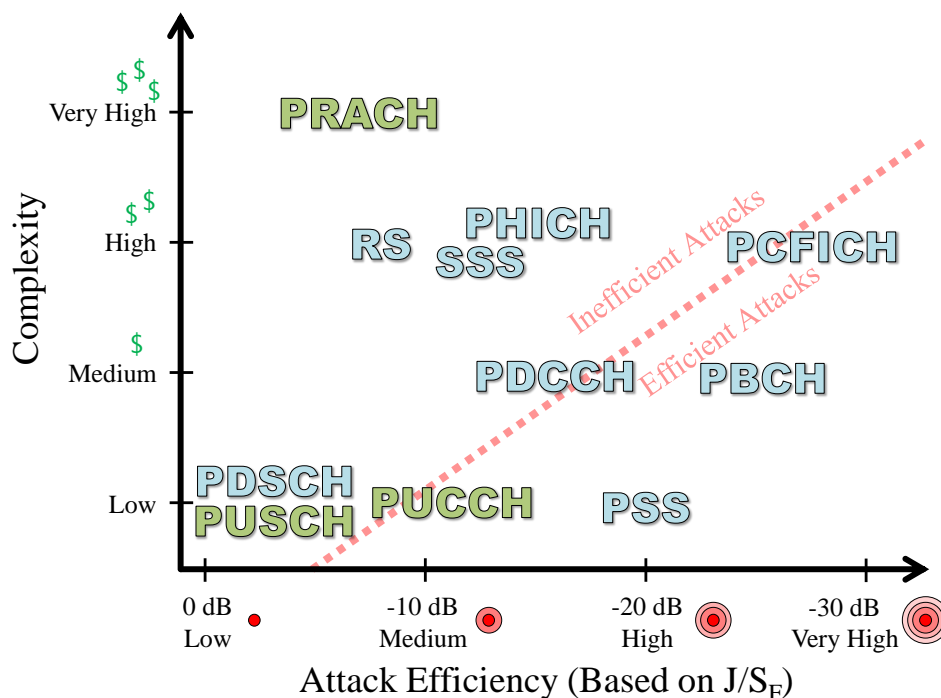 $ $ $
Very High
PRACH
$ $
High
RS
PHICH
SSS
PCFICH
Inefficient Attacks
Efficient Attacks
Complexity
$
Medium
PDCCH
PBCH
Low
PDSCH
PUSCH
PUCCH
PSS
0 dB
Low
-10 dB
Medium
-20 dB
High
-30 dB
Very High
Attack Efficiency (Based on J/S_F)